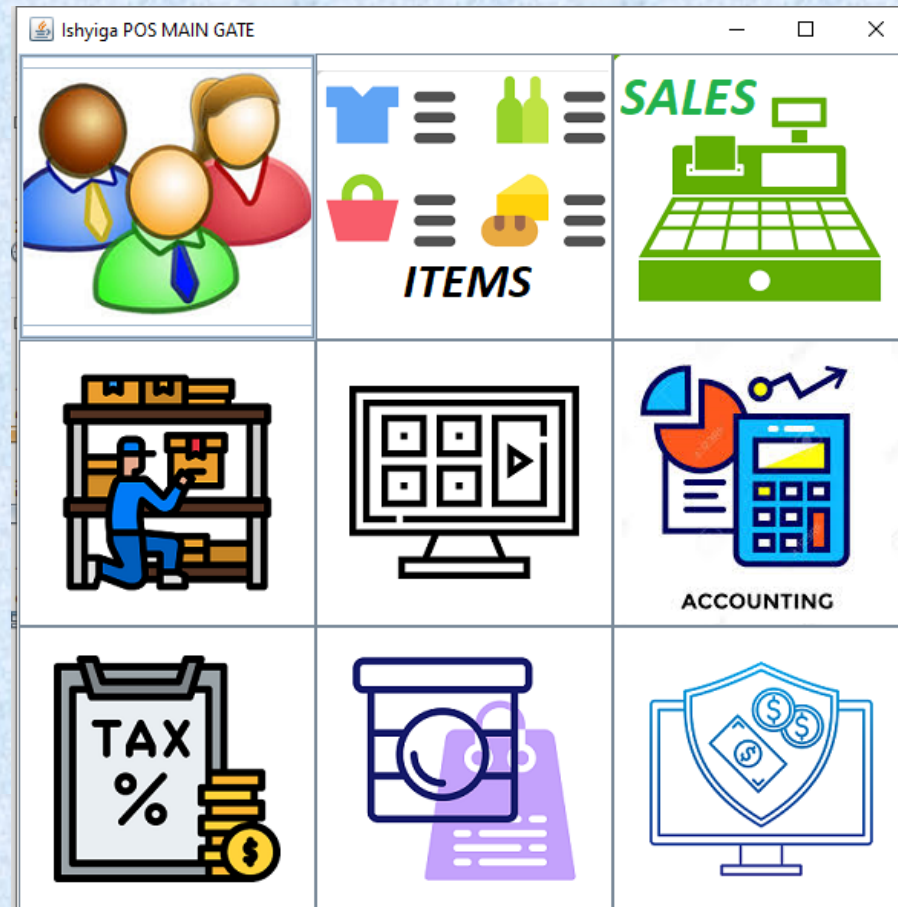 Ishyiga POS MAIN GATE
SALES
ITEMS
ACCOUNTING
TAX
%
$
$
$
$